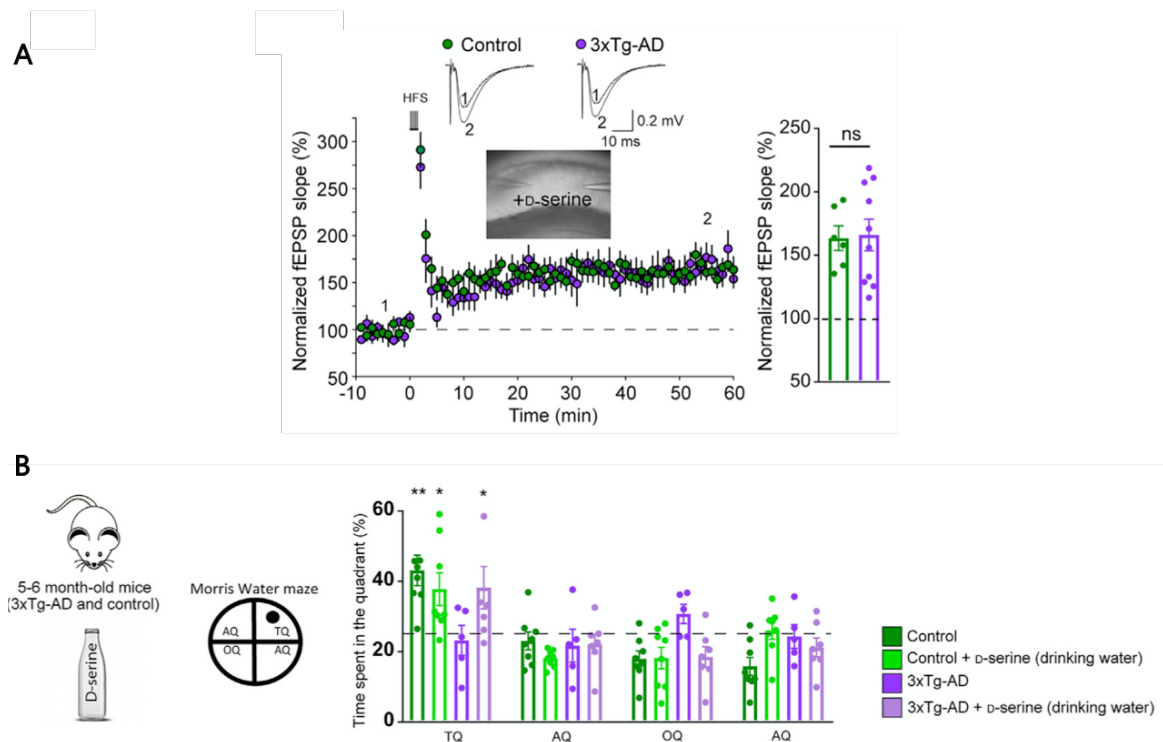 A
Control
3xTg-AD
HFS
1
2
1
2
0.2 mV
10 ms
+D-serine
Normalized fEPSP slope (%)
300
250
200
150
100
50
1
2
-10 0 10 20 30 40 50 60
Time (min)
Normalized fEPSP slope (%)
250
200
150
100
50
ns
B
5-6 month-old mice
(3xTg-AD and control)
D-serine
Morris Water maze
AQ TQ
OQ AQ
Time spent in the quadrant (%)
60
40
20
0
** * *
TQ AQ OQ AQ
Control
Control + D-serine (drinking water)
3xTg-AD
3xTg-AD + D-serine (drinking water)